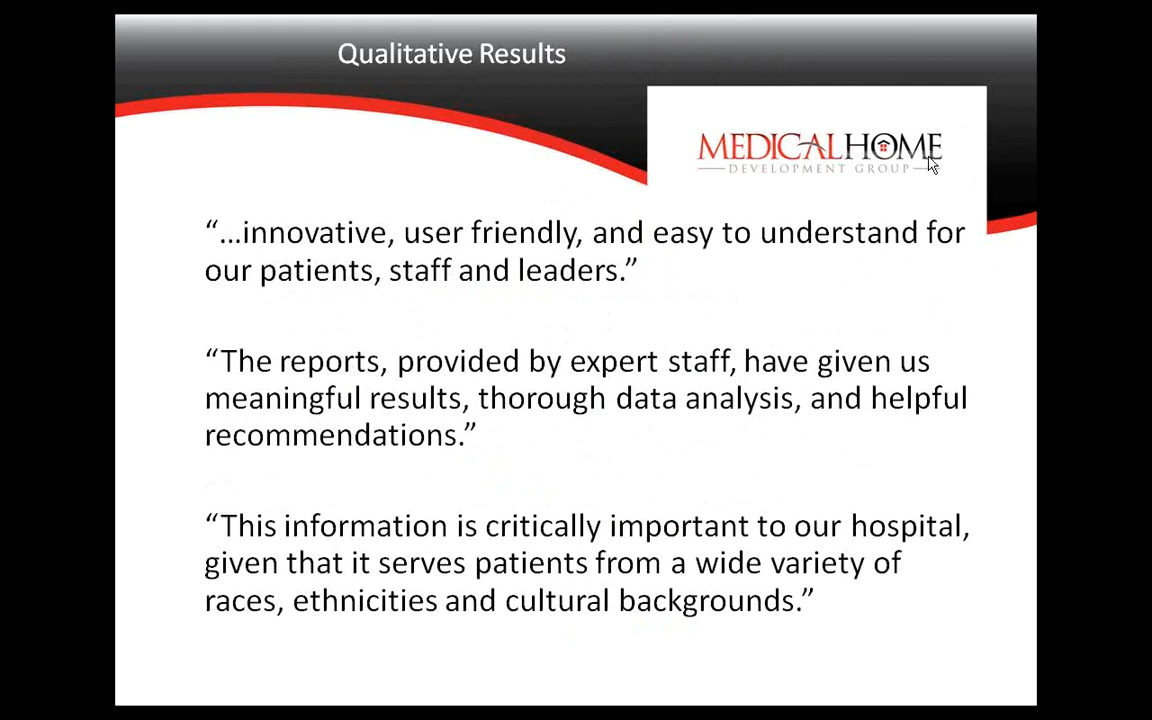 Qualitative Results
MEDICALHOME
DEVELOPMENT GROUP
“...innovative, user friendly, and easy to understand for
our patients, staff and leaders.”
“The reports, provided by expert staff, have given us
meaningful results, thorough data analysis, and helpful
recommendations.”
“This information is critically important to our hospital,
given that it serves patients from a wide variety of
races, ethnicities and cultural backgrounds.”